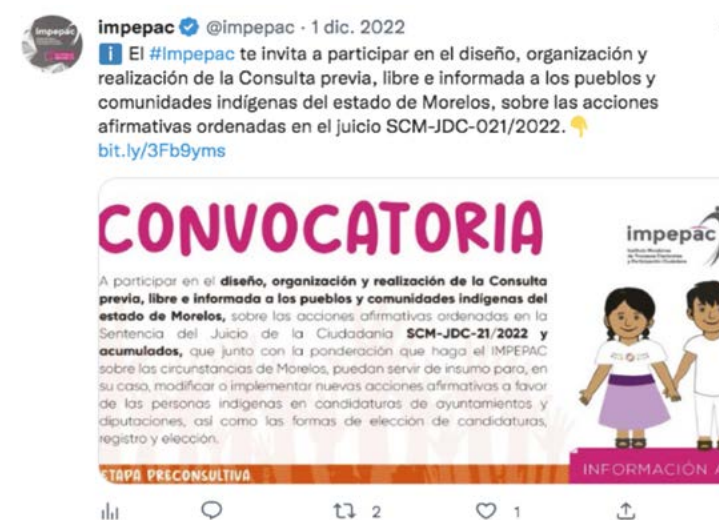 impepac @impepac · 1 dic. 2022
El #Impepac te invita a participar en el diseño, organización y
realización de la Consulta previa, libre e informada a los pueblos y
comunidades indígenas del estado de Morelos, sobre las acciones
afirmativas ordenadas en el juicio SCM-JDC-021/2022.
bit.ly/3Fb9yms
CONVOCATORIA
impepac
Instituto Morelense
de Procesos Electorales
y Participación Ciudadana
A participar en el diseño, organización y realización de la Consulta
previa, libre e informada a los pueblos y comunidades indígenas del
estado de Morelos, sobre las acciones afirmativas ordenadas en la
Sentencia del Juicio de la Ciudadanía SCM-JDC-21/2022 y
acumulados, que junto con la ponderación que haga el IMPEPAC
sobre las circunstancias de Morelos, puedan servir de insumo para, en
su caso, modificar o implementar nuevas acciones afirmativas a favor
de las personas indígenas en candidaturas de ayuntamientos y
diputaciones, así como las formas de elección de candidaturas,
registro y elección.
ETAPA PRECONSULTIVA
INFORMACIÓN A
2
1